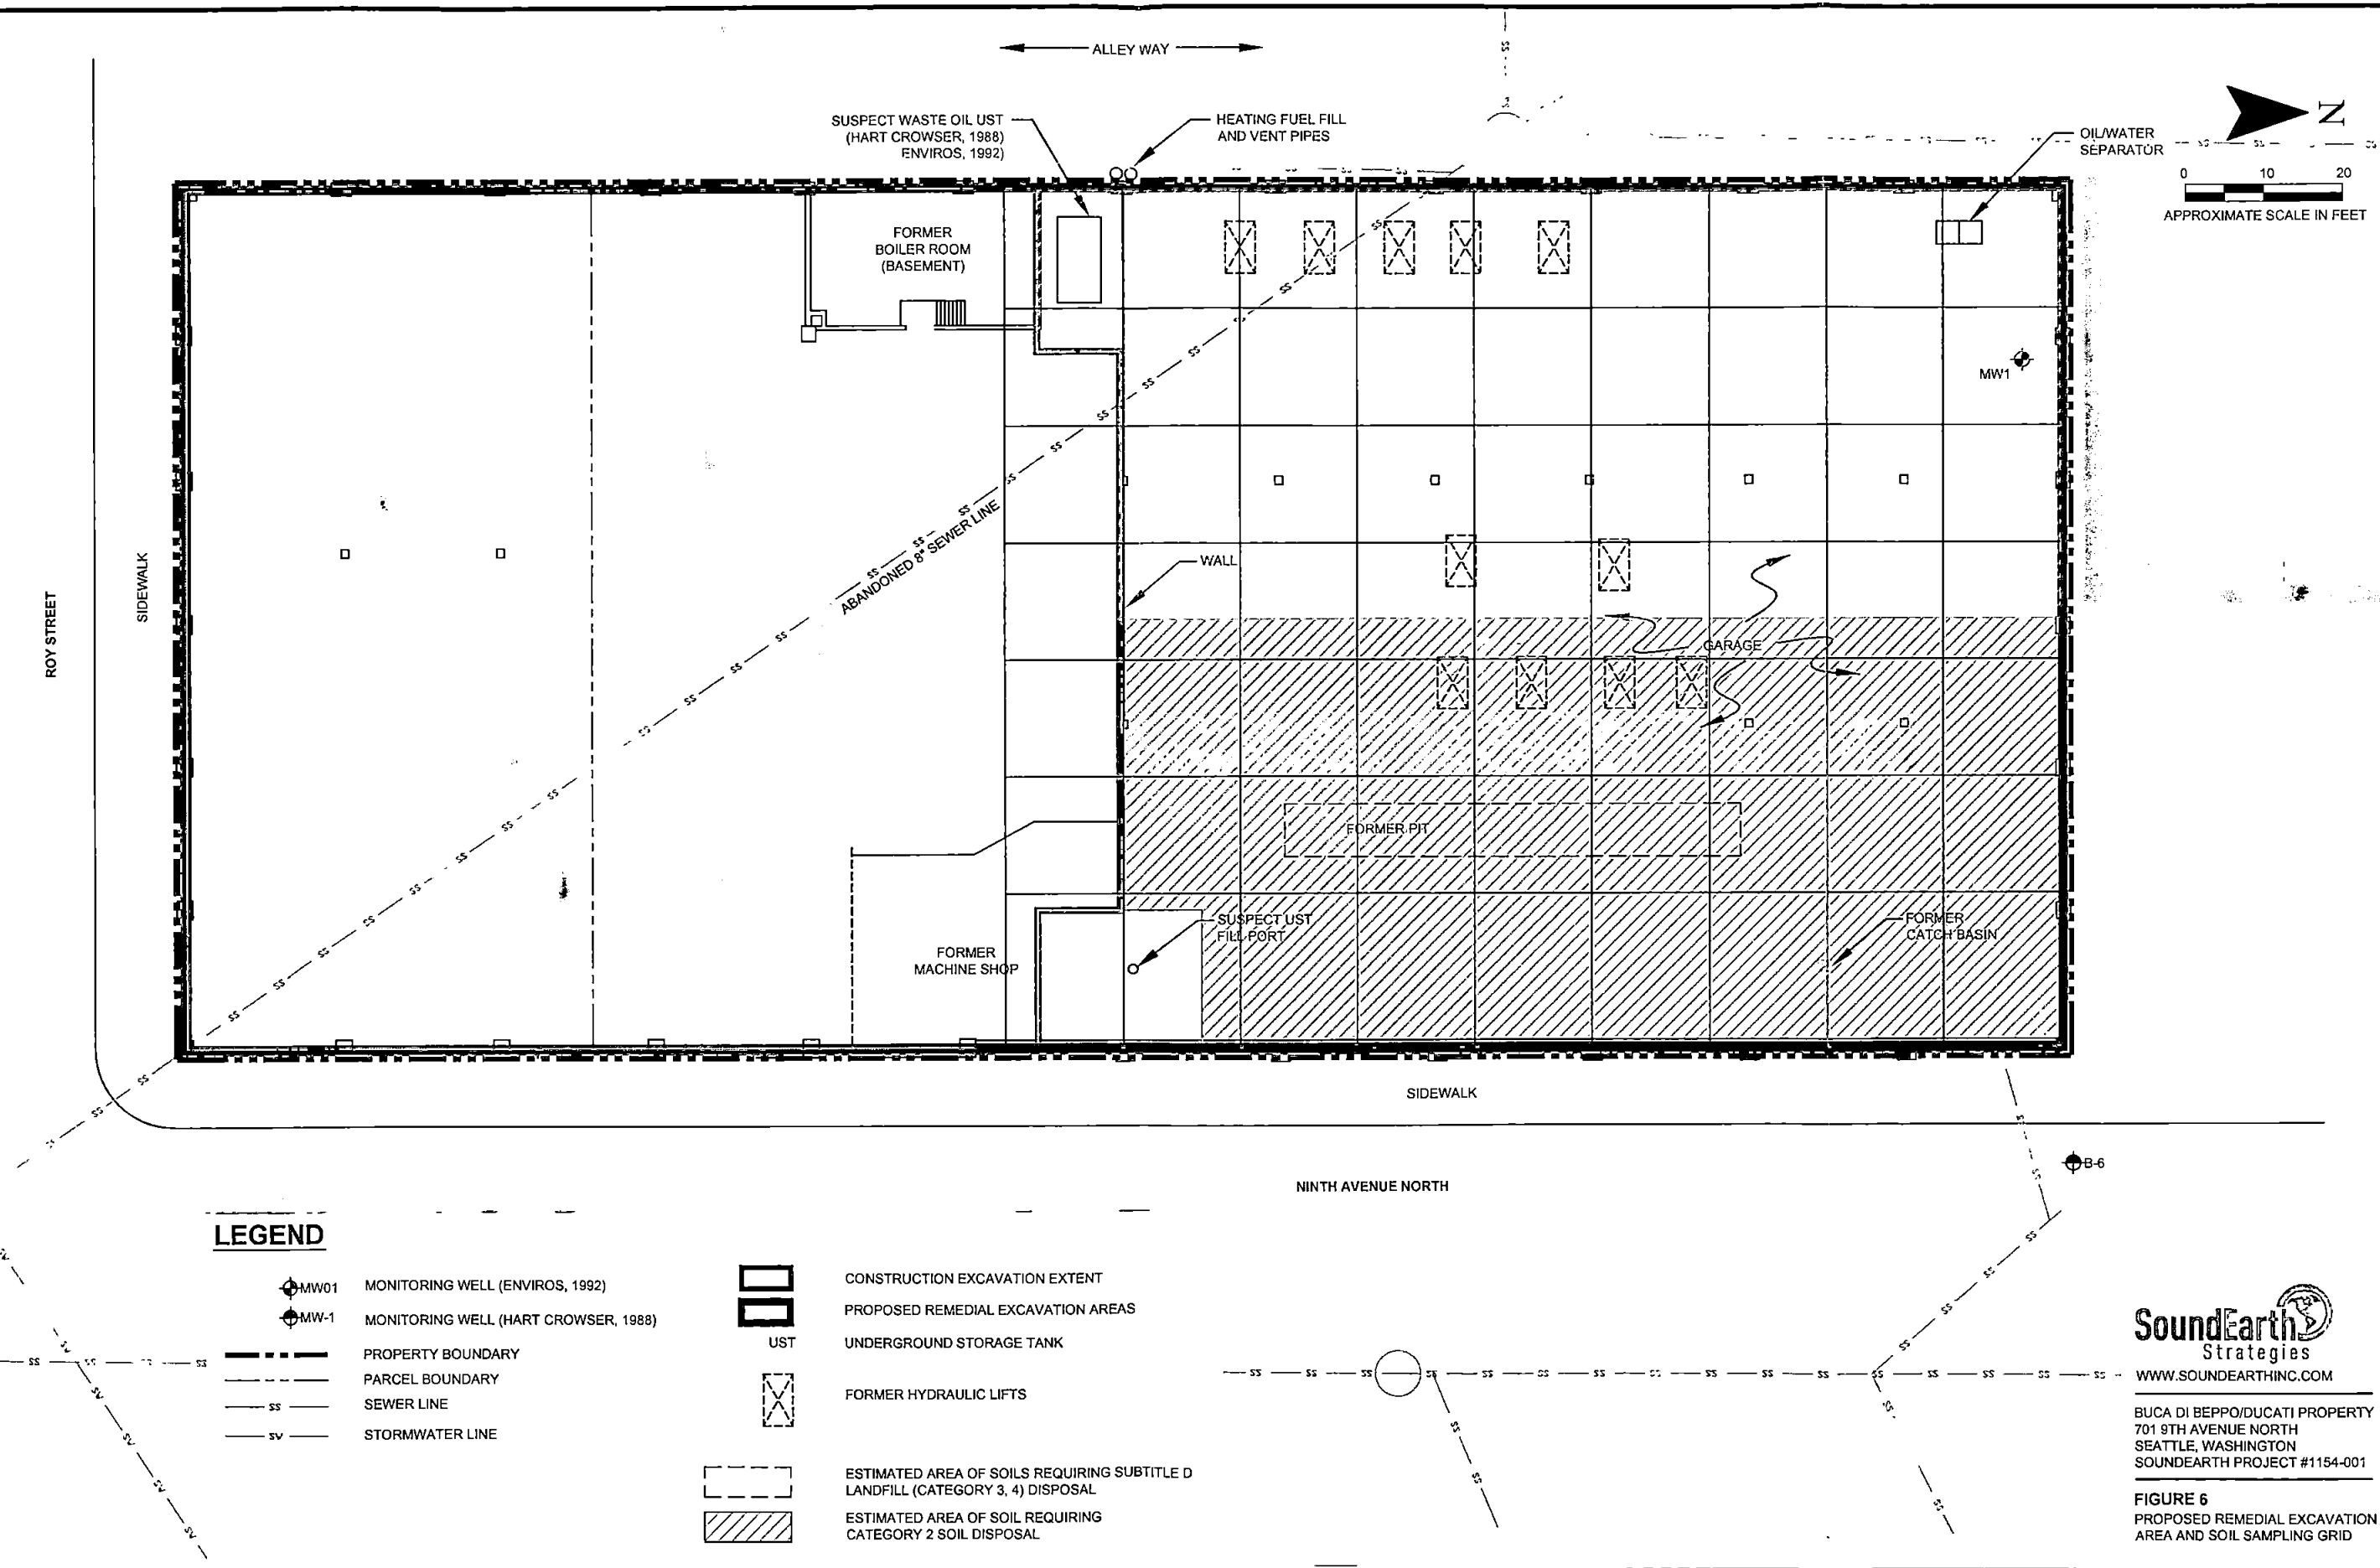 ALLEY WAY
SUSPECT WASTE OIL UST
(HART CROWSER, 1988)
ENVIROS, 1992)
HEATING FUEL FILL
AND VENT PIPES
OIL/WATER
SEPARATOR
N
0 10 20
APPROXIMATE SCALE IN FEET
FORMER
BOILER ROOM
(BASEMENT)
MW1
ABANDONED 8" SEWER LINE
WALL
ROY STREET
SIDEWALK
GARAGE
FORMER PIT
SUSPECT UST
FILL PORT
FORMER
CATCH BASIN
FORMER
MACHINE SHOP
SIDEWALK
B-6
NINTH AVENUE NORTH
LEGEND
MW01 MONITORING WELL (ENVIROS, 1992)
MW-1 MONITORING WELL (HART CROWSER, 1988)
PROPERTY BOUNDARY
PARCEL BOUNDARY
SS SEWER LINE
SV STORMWATER LINE
CONSTRUCTION EXCAVATION EXTENT
PROPOSED REMEDIAL EXCAVATION AREAS
UST UNDERGROUND STORAGE TANK
FORMER HYDRAULIC LIFTS
ESTIMATED AREA OF SOILS REQUIRING SUBTITLE D
LANDFILL (CATEGORY 3, 4) DISPOSAL
ESTIMATED AREA OF SOIL REQUIRING
CATEGORY 2 SOIL DISPOSAL
SoundEarth
Strategies
WWW.SOUNDEARTHINC.COM
BUCA DI BEPPO/DUCATI PROPERTY
701 9TH AVENUE NORTH
SEATTLE, WASHINGTON
SOUNDEARTH PROJECT #1154-001
FIGURE 6
PROPOSED REMEDIAL EXCAVATION
AREA AND SOIL SAMPLING GRID